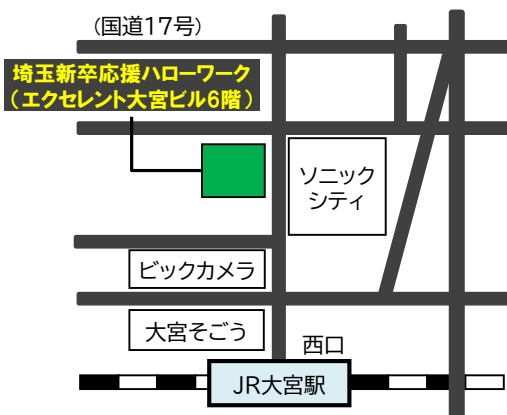 (国道17号)
埼玉新卒応援ハローワーク
(エクセレント大宮ビル6階)
ソニック
シティ
ビックカメラ
大宮そごう
西口
JR大宮駅